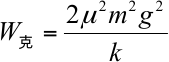 W克 = 2μ²m²g² / k